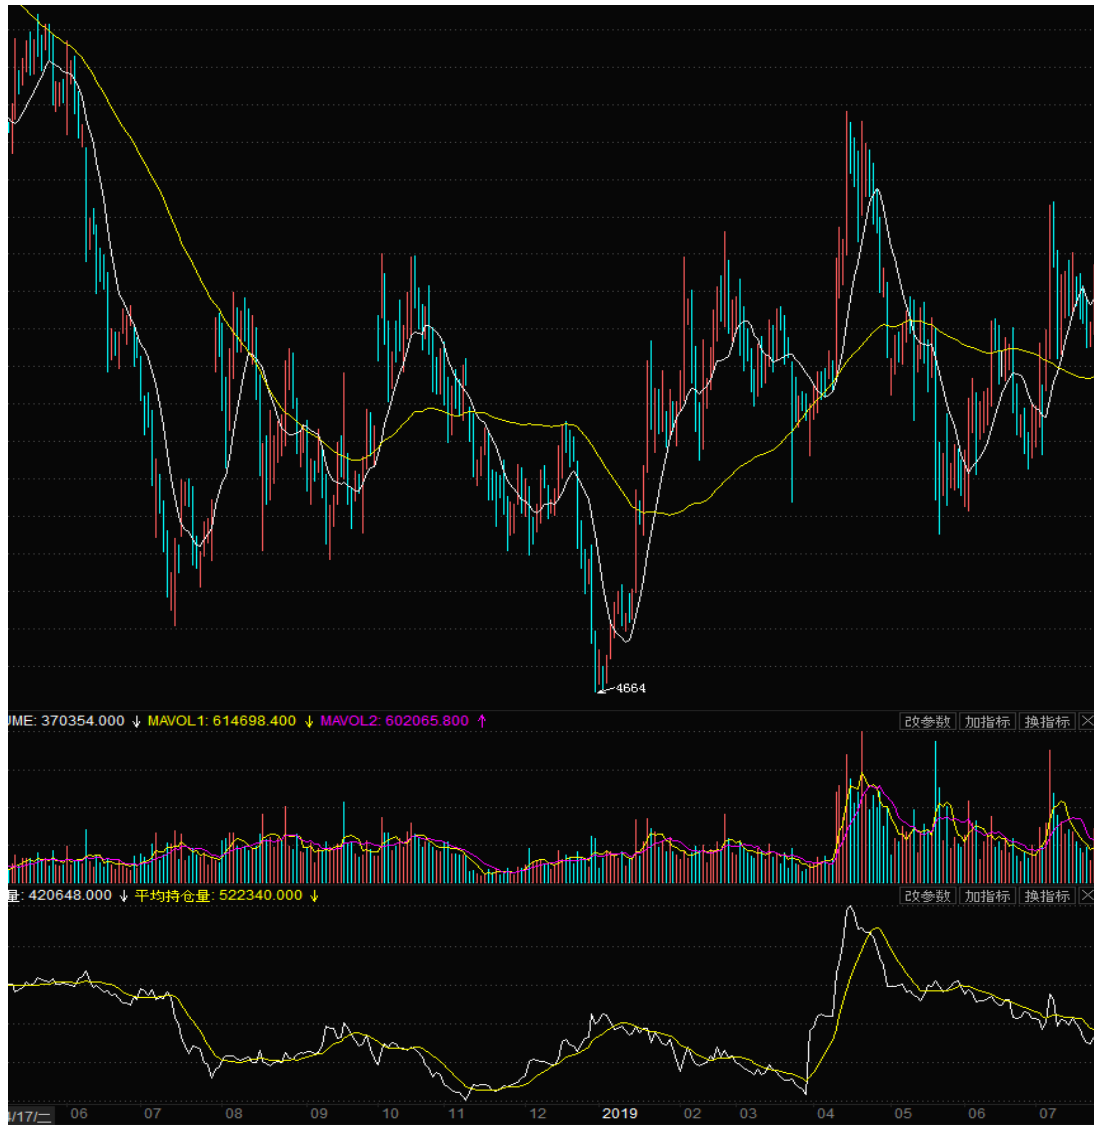 4664
UME: 370354.000 ↓ MAVOL1: 614698.400 ↓ MAVOL2: 602065.800 ↑ 改参数 加指标 换指标
量: 420648.000 ↓ 平均持仓量: 522340.000 ↓ 改参数 加指标 换指标
/17/二 06 07 08 09 10 11 12 2019 02 03 04 05 06 07